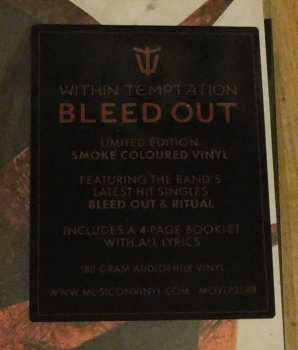 WITHIN TEMPTATION
BLEED OUT
LIMITED EDITION
SMOKE COLOURED VINYL
FEATURING THE BAND'S
LATEST HIT SINGLES
BLEED OUT & RITUAL
INCLUDES A 4-PAGE BOOKLET
WITH ALL LYRICS
180 GRAM AUDIOPHILE VINYL
WWW.MUSICONVINYL.COM